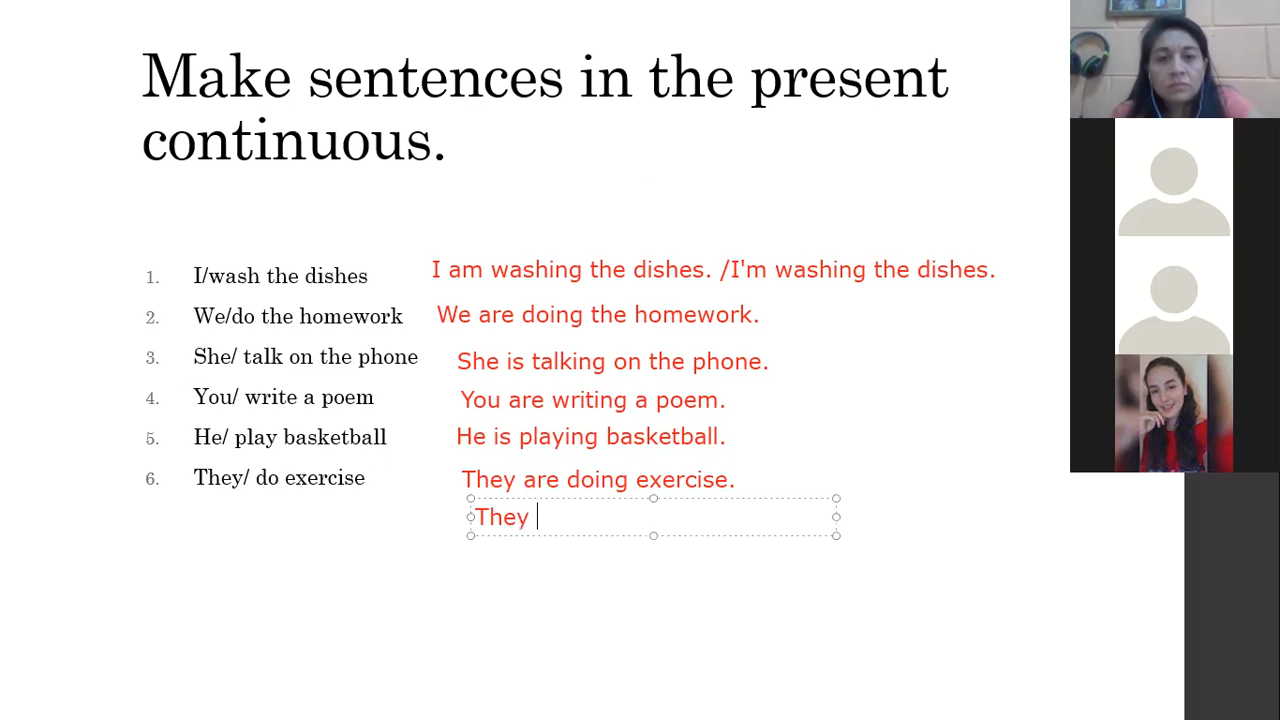 Make sentences in the present
continuous.
1. I/wash the dishes I am washing the dishes. /I'm washing the dishes.
2. We/do the homework We are doing the homework.
3. She/ talk on the phone She is talking on the phone.
4. You/ write a poem You are writing a poem.
5. He/ play basketball He is playing basketball.
6. They/ do exercise They are doing exercise.
They